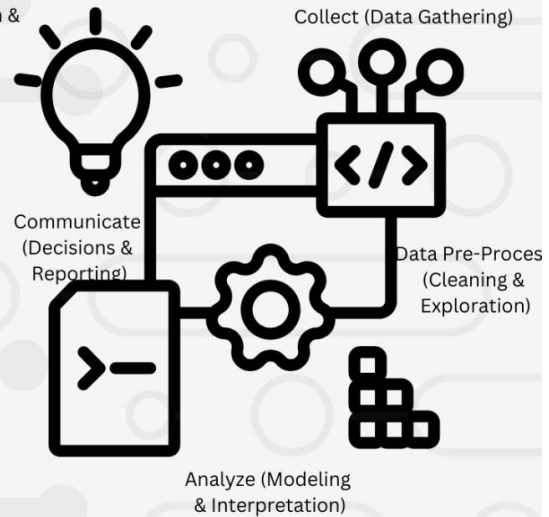 &
Collect (Data Gathering)
</>
Communicate
(Decisions &
Reporting)
Data Pre-Proces
(Cleaning &
Exploration)
>–
Analyze (Modeling
& Interpretation)